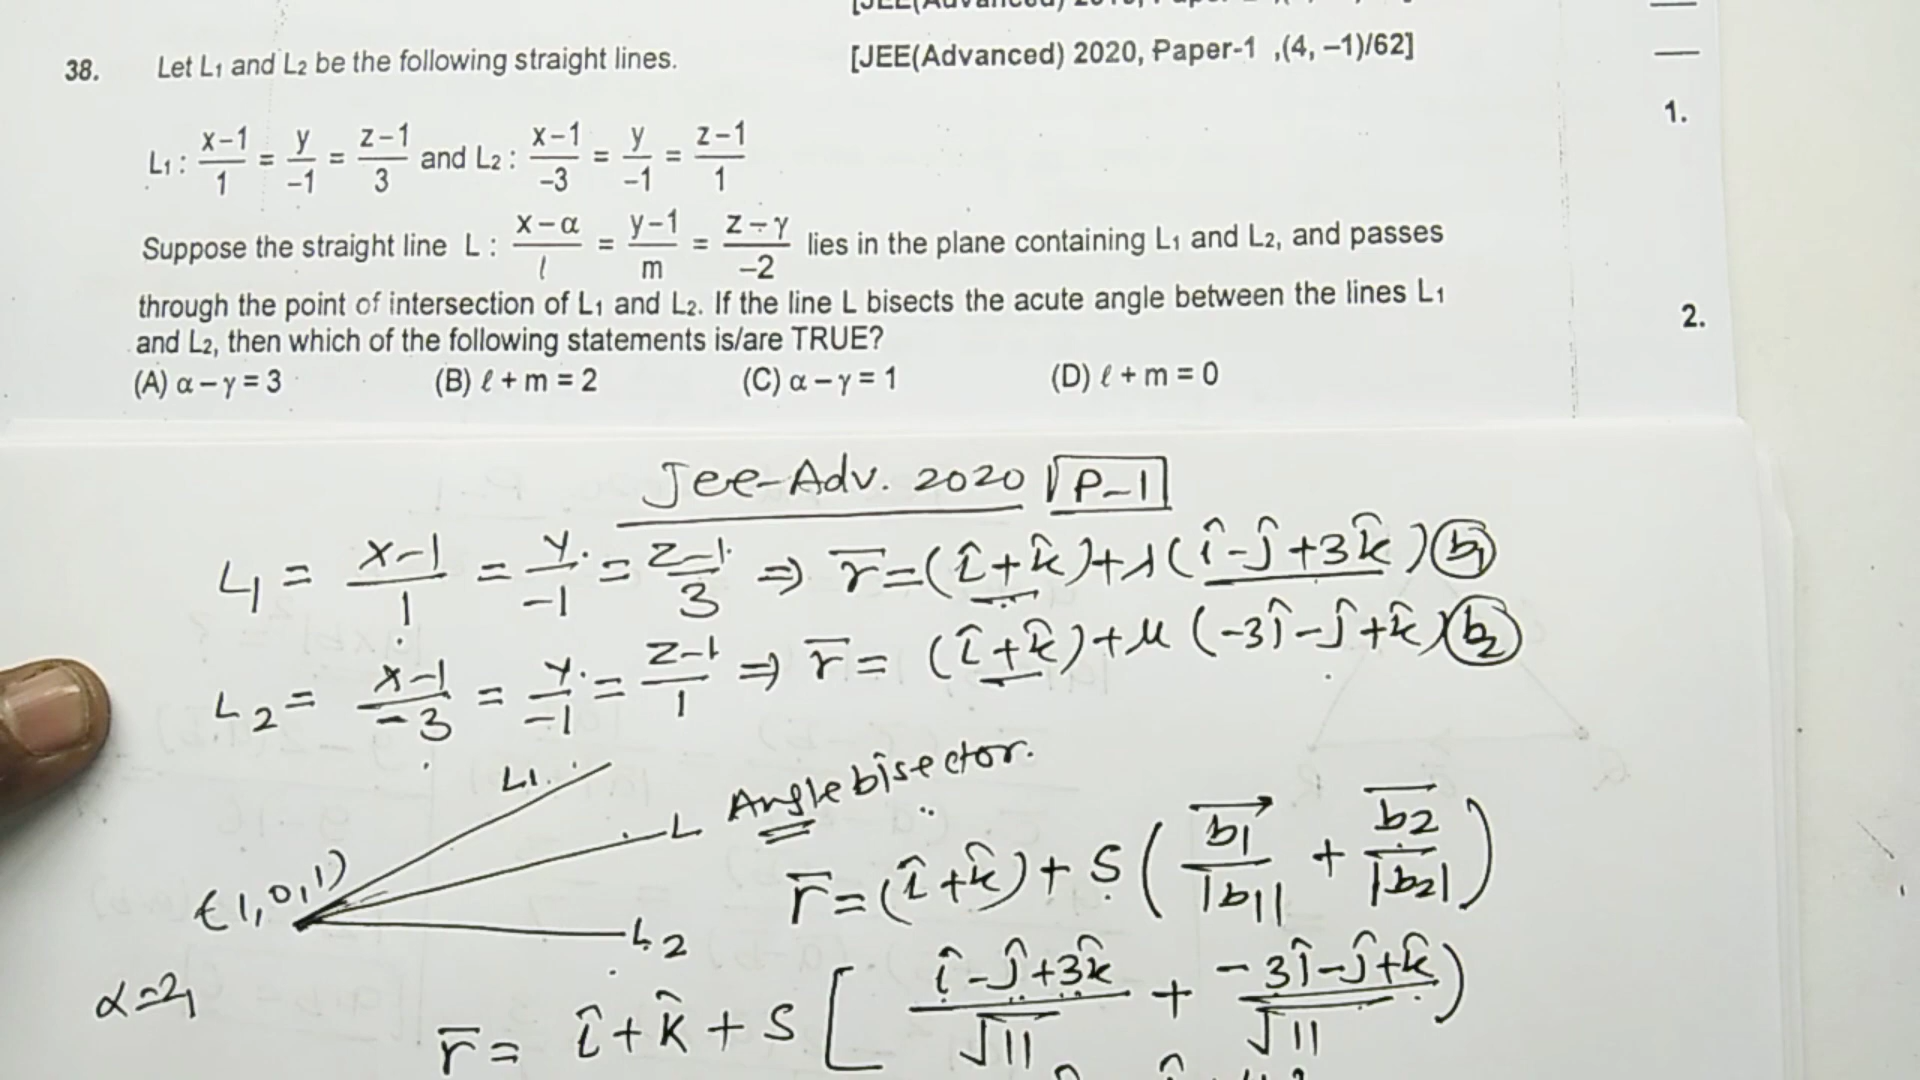 38. Let L₁ and L₂ be the following straight lines. [JEE(Advanced) 2020, Paper-1 ,(4, –1)/62]
1.
L₁ : (x–1)/1 = y/–1 = (z–1)/3 and L₂ : (x–1)/–3 = y/–1 = (z–1)/1
Suppose the straight line L : (x–α)/l = (y–1)/m = (z–γ)/–2 lies in the plane containing L₁ and L₂, and passes
through the point of intersection of L₁ and L₂. If the line L bisects the acute angle between the lines L₁
2.
and L₂, then which of the following statements is/are TRUE?
(A) α – γ = 3 (B) ℓ + m = 2 (C) α – γ = 1 (D) ℓ + m = 0
Jee-Adv. 2020 P-1
L1 = (x-1)/1 = y/-1 = (z-1)/3 ⇒ r̅ = (î+k̂)+λ(î-ĵ+3k̂) b1
L2 = (x-1)/-3 = y/-1 = (z-1)/1 ⇒ r̅ = (î+k̂)+μ(-3î-ĵ+k̂) b2
L1
L Angle bisector.
(1,0,1)
r̅ = (î+k̂)+S(b1/|b1| + b2/|b2|)
L2
α=2,
r̅ = î+k̂+S[(î-ĵ+3k̂)/√11 + (-3î-ĵ+k̂)/√11)